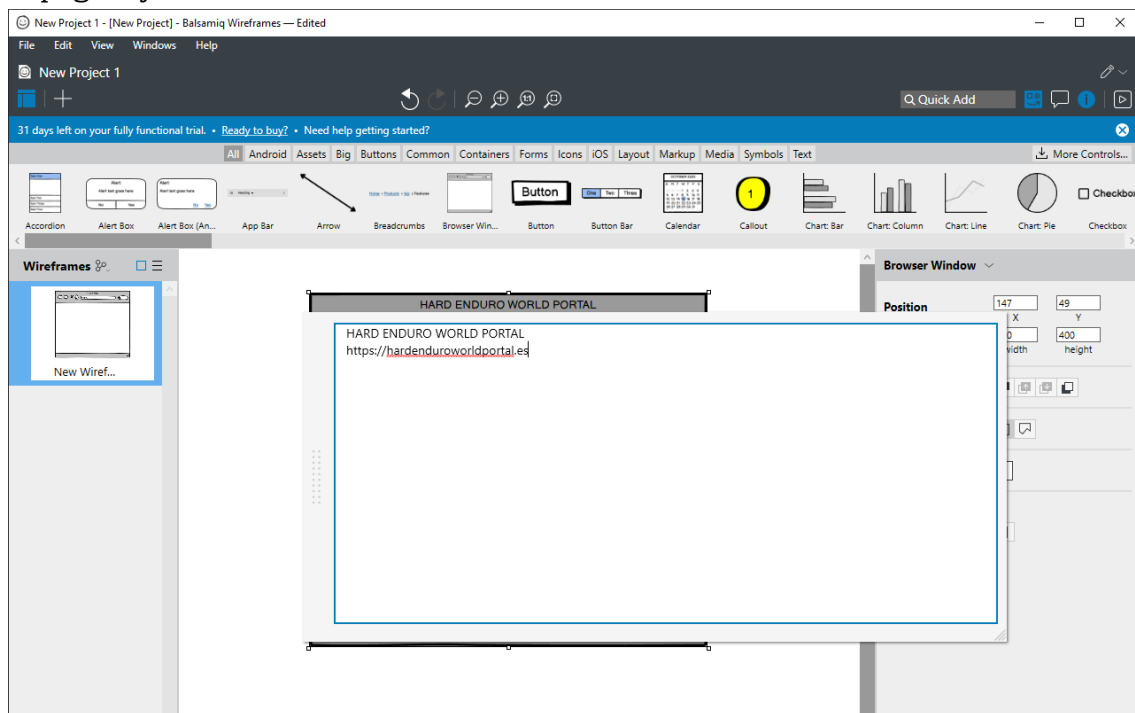 New Project 1 - [New Project] - Balsamiq Wireframes — Edited
File Edit View Windows Help
New Project 1
Quick Add
31 days left on your fully functional trial. • Ready to buy? • Need help getting started?
All Android Assets Big Buttons Common Containers Forms Icons iOS Layout Markup Media Symbols Text More Controls...
Button
One Two Three
1
Checkbox
Accordion Alert Box Alert Box (An... App Bar Arrow Breadcrumbs Browser Win... Button Button Bar Calendar Callout Chart: Bar Chart: Column Chart: Line Chart: Pie Checkbox
Wireframes
Browser Window
New Wiref...
HARD ENDURO WORLD PORTAL
Position
147 49
X Y
400
height
HARD ENDURO WORLD PORTAL
https://hardenduroworldportal.es